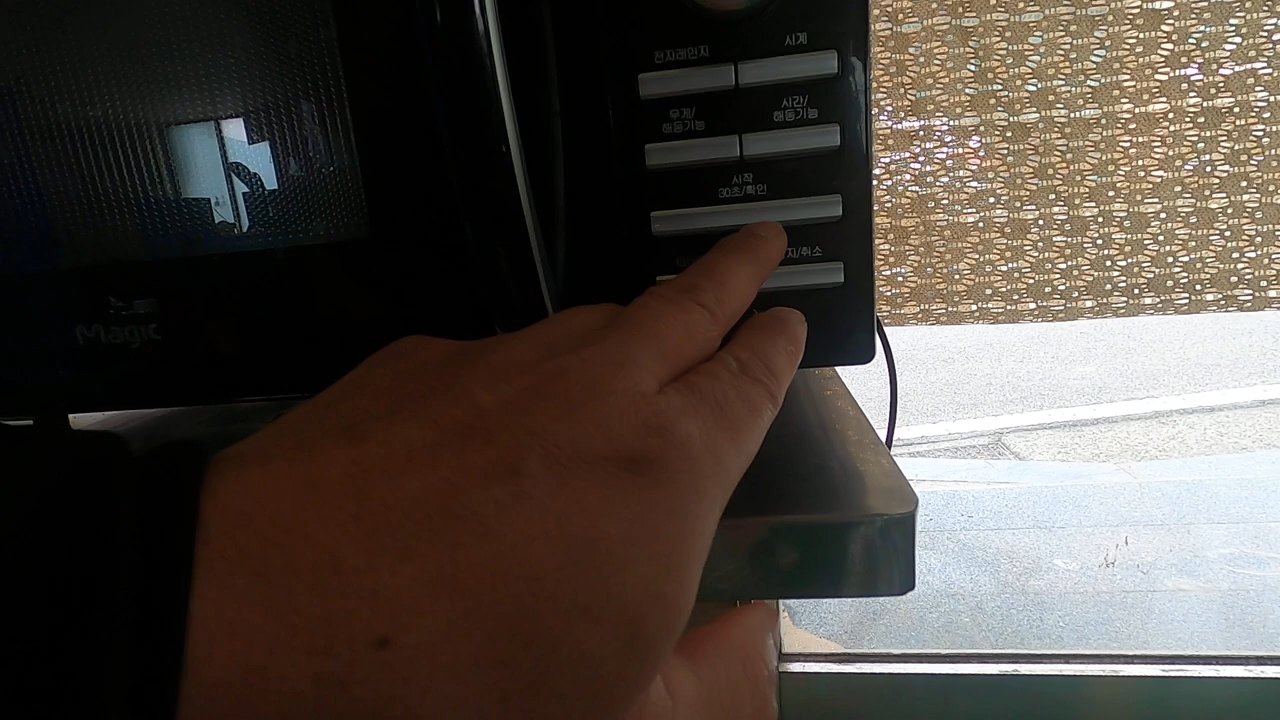 시계
전자레인지
시간/
해동기능
무게/
해동기능
시작
30초/확인
지/취소
Magic